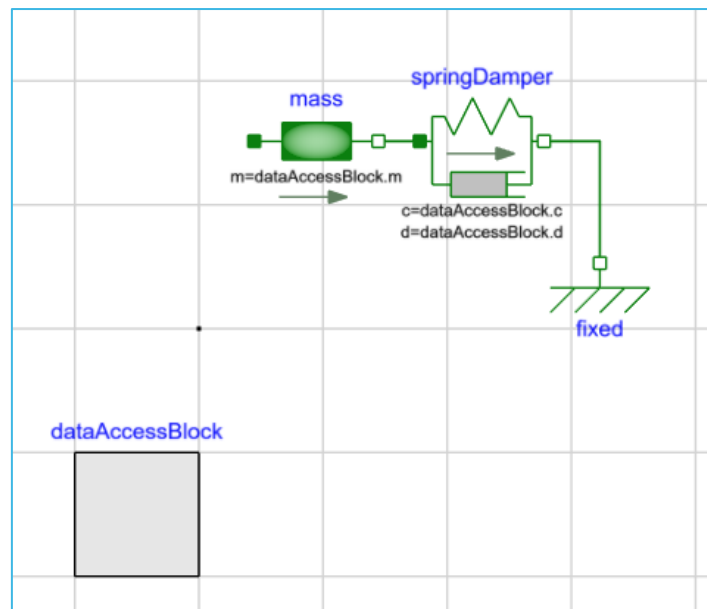 springDamper
mass
m=dataAccessBlock.m
c=dataAccessBlock.c
d=dataAccessBlock.d
fixed
dataAccessBlock